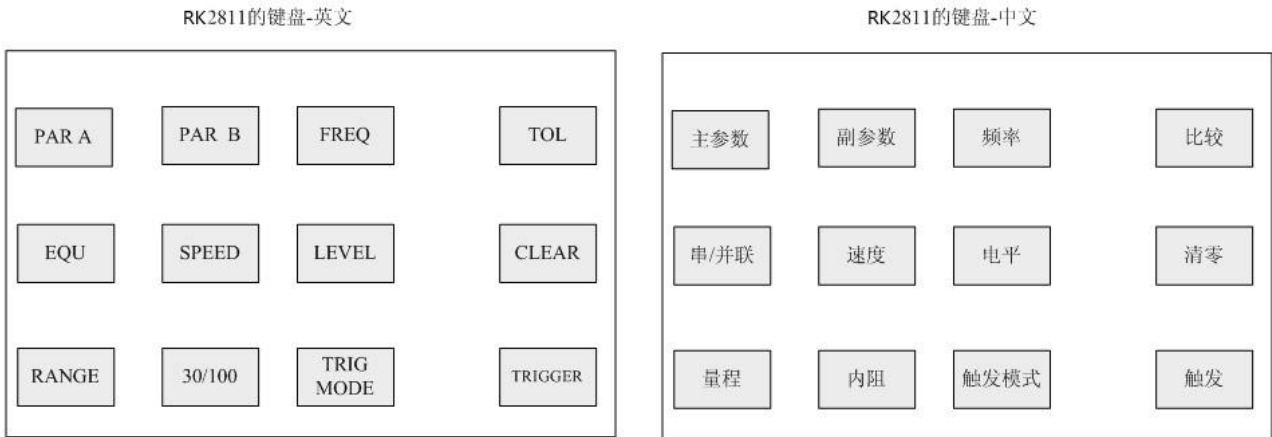 RK2811的键盘-英文
PAR A
PAR B
FREQ
TOL
EQU
SPEED
LEVEL
CLEAR
RANGE
30/100
TRIG
MODE
TRIGGER
RK2811的键盘-中文
主参数
副参数
频率
比较
串/并联
速度
电平
清零
量程
内阻
触发模式
触发